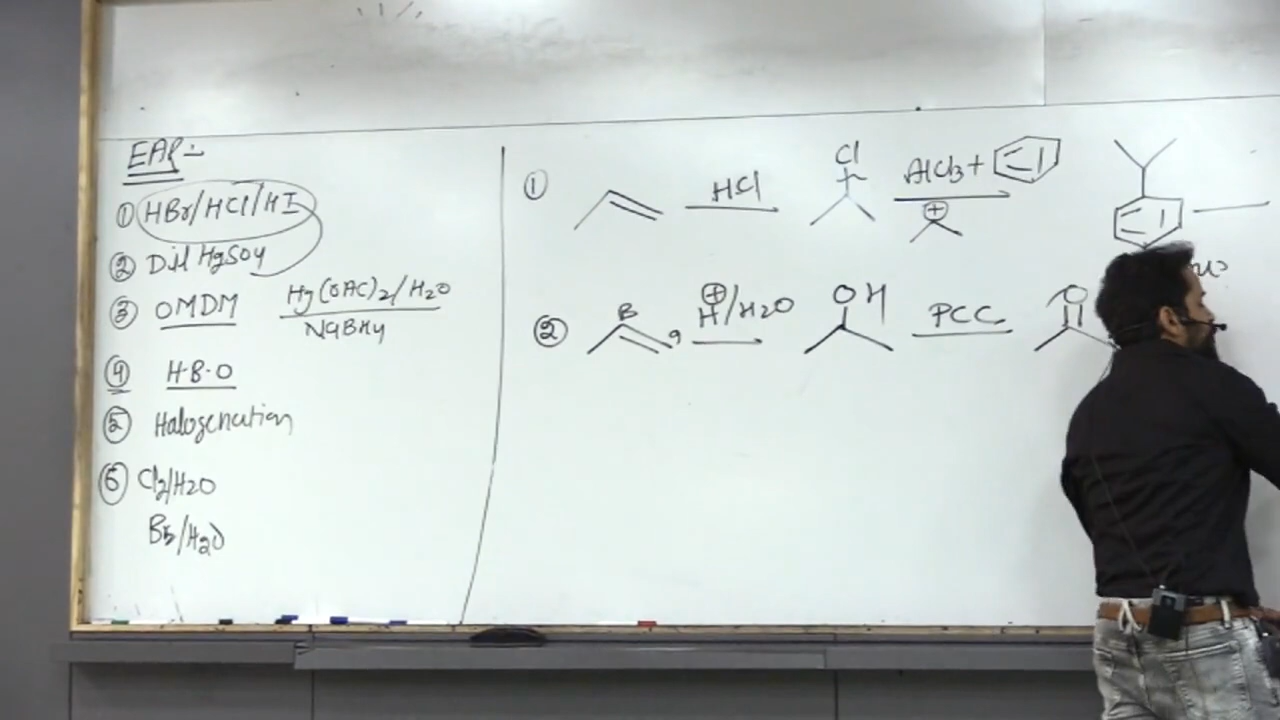 EAR:-
① HBr/HCl/HI
② Dil HgSO4
③ OMDM Hg(OAC)2/H2O
NaBH4
④ H-B-O
⑤ Halogenation
⑥ Cl2/H2O
Br2/H2O
① HCl Cl AlCl3+
⊕
② B a H⊕/H2O OH PCC O